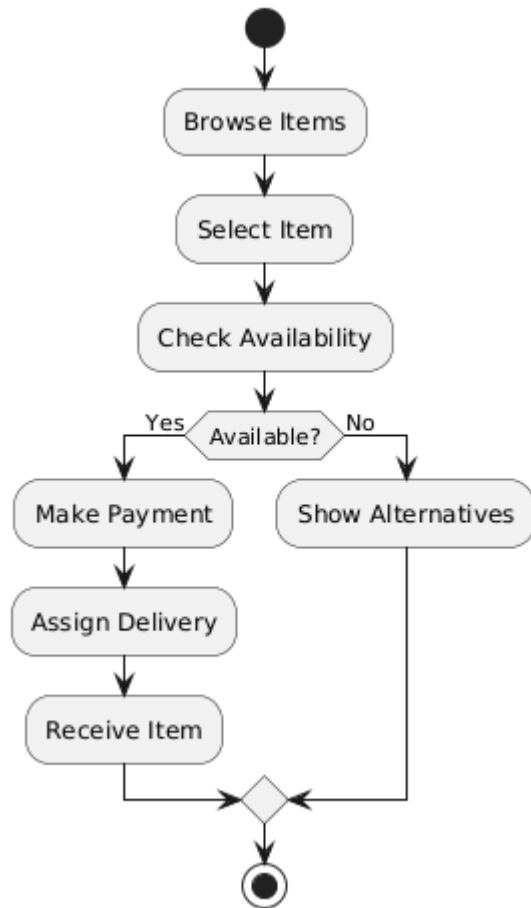 Browse Items
Select Item
Check Availability
Yes
Available?
No
Make Payment
Show Alternatives
Assign Delivery
Receive Item